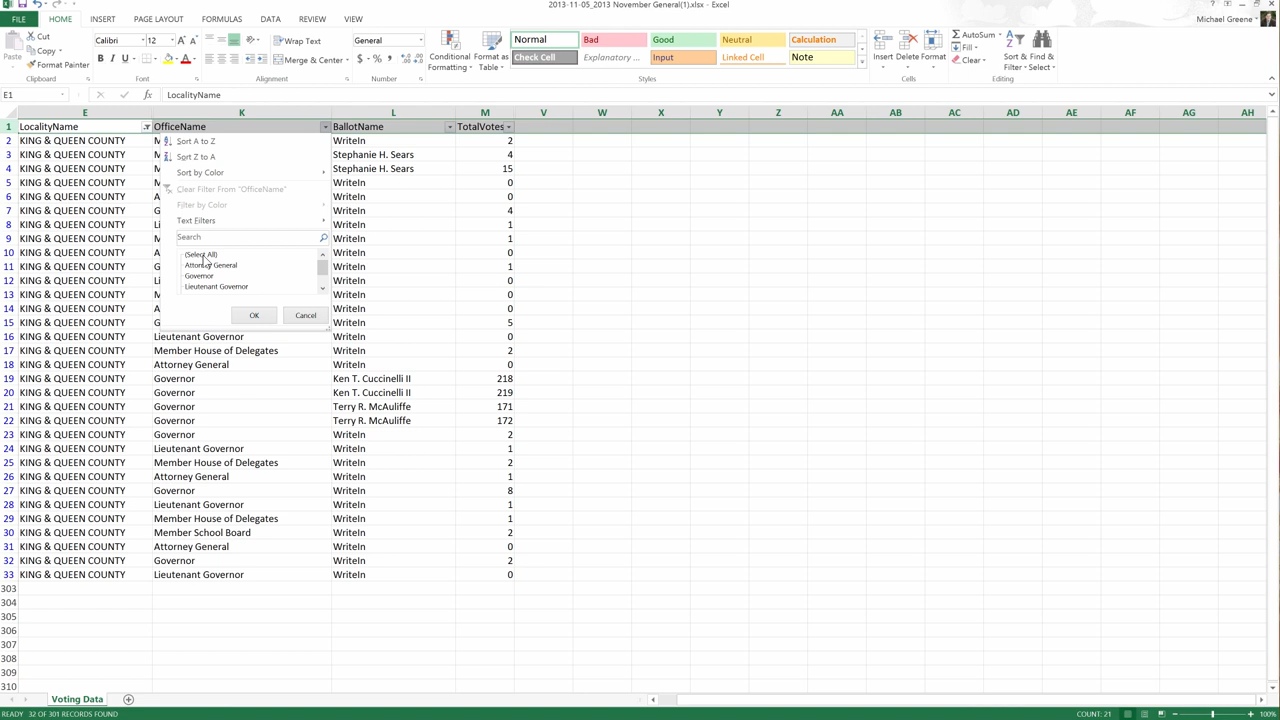 2013-11-05_2013 November General(1).xlsx - Excel
FILE HOME INSERT PAGE LAYOUT FORMULAS DATA REVIEW VIEW Michael Greene
Cut Calibri 12 Wrap Text General Normal Bad Good Neutral Calculation AutoSum
Copy Fill
Paste Format Painter B I U Merge & Center $ % Conditional Formatting Format as Table Check Cell Explanatory ... Input Linked Cell Note Insert Delete Format Clear Sort & Filter Find & Select
Clipboard Font Alignment Number Styles Cells Editing
E1 fx LocalityName
E K L M V W X Y Z AA AB AC AD AE AF AG AH
1 LocalityName OfficeName BallotName TotalVotes
2 KING & QUEEN COUNTY M Sort A to Z WriteIn 2
3 KING & QUEEN COUNTY M Sort Z to A Stephanie H. Sears 4
4 KING & QUEEN COUNTY M Sort by Color Stephanie H. Sears 15
5 KING & QUEEN COUNTY M Clear Filter From "OfficeName" WriteIn 0
6 KING & QUEEN COUNTY A Filter by Color WriteIn 0
7 KING & QUEEN COUNTY G Text Filters WriteIn 4
8 KING & QUEEN COUNTY Li Search WriteIn 1
9 KING & QUEEN COUNTY M WriteIn 1
10 KING & QUEEN COUNTY A (Select All) WriteIn 0
11 KING & QUEEN COUNTY G Attorney General WriteIn 1
12 KING & QUEEN COUNTY Li Governor WriteIn 0
13 KING & QUEEN COUNTY M Lieutenant Governor WriteIn 0
14 KING & QUEEN COUNTY A WriteIn 0
15 KING & QUEEN COUNTY G OK Cancel WriteIn 5
16 KING & QUEEN COUNTY Lieutenant Governor WriteIn 0
17 KING & QUEEN COUNTY Member House of Delegates WriteIn 2
18 KING & QUEEN COUNTY Attorney General WriteIn 0
19 KING & QUEEN COUNTY Governor Ken T. Cuccinelli II 218
20 KING & QUEEN COUNTY Governor Ken T. Cuccinelli II 219
21 KING & QUEEN COUNTY Governor Terry R. McAuliffe 171
22 KING & QUEEN COUNTY Governor Terry R. McAuliffe 172
23 KING & QUEEN COUNTY Governor WriteIn 2
24 KING & QUEEN COUNTY Lieutenant Governor WriteIn 1
25 KING & QUEEN COUNTY Member House of Delegates WriteIn 2
26 KING & QUEEN COUNTY Attorney General WriteIn 1
27 KING & QUEEN COUNTY Governor WriteIn 8
28 KING & QUEEN COUNTY Lieutenant Governor WriteIn 1
29 KING & QUEEN COUNTY Member House of Delegates WriteIn 1
30 KING & QUEEN COUNTY Member School Board WriteIn 2
31 KING & QUEEN COUNTY Attorney General WriteIn 0
32 KING & QUEEN COUNTY Governor WriteIn 2
33 KING & QUEEN COUNTY Lieutenant Governor WriteIn 0
303
304
305
306
307
308
309
310
Voting Data
READY 32 OF 301 RECORDS FOUND COUNT: 21 100%